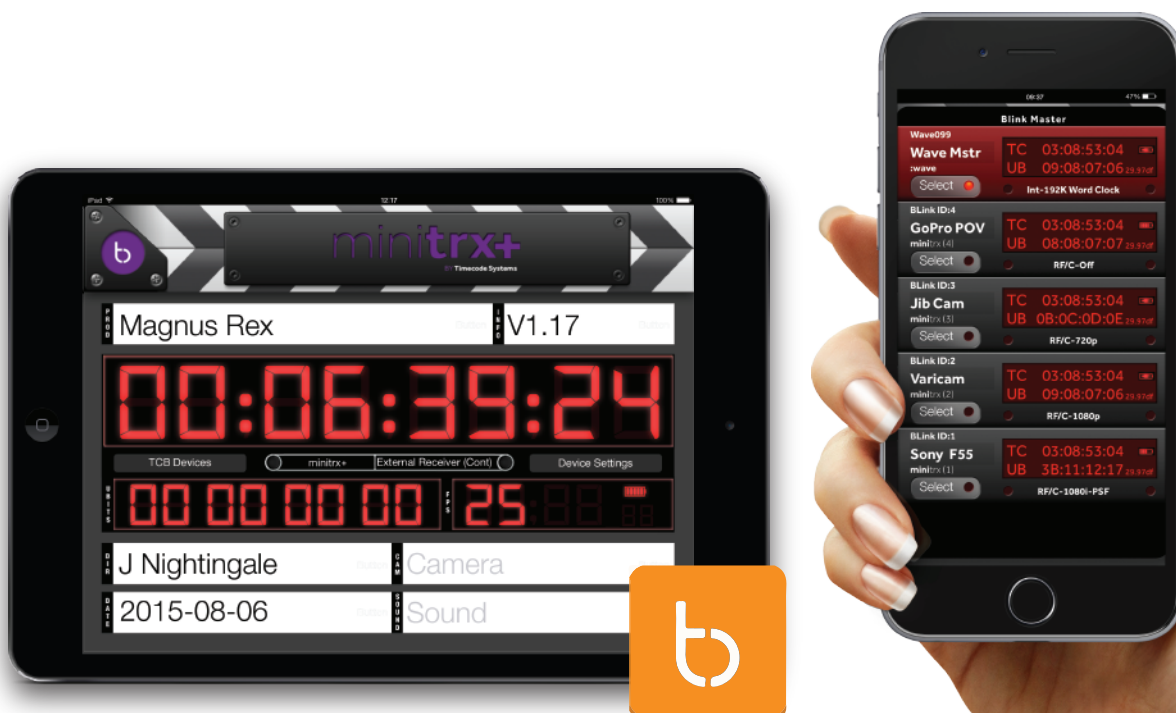 iPad
12:17
100%
b
minitrx+
BY Timecode Systems
PROD
Magnus Rex
Button
INFO
V1.17
Button
00:06:39:24
TCB Devices
minitrx+
External Receiver (Cont)
Device Settings
UBITS
00 00 00 00
FPS
25
DIR
J Nightingale
Button
CAM
Camera
DATE
2015-08-06
Button
SOUND
Sound
b
09:37
47%
Blink Master
Wave099
Wave Mstr
:wave
Select
TC 03:08:53:04
UB 09:08:07:06 29.97df
Int-192K Word Clock
BLink ID:4
GoPro POV
minitrx (4)
Select
TC 03:08:53:04
UB 08:08:07:07 29.97df
RF/C-Off
BLink ID:3
Jib Cam
minitrx (3)
Select
TC 03:08:53:04
UB 0B:0C:0D:0E 29.97df
RF/C-720p
BLink ID:2
Varicam
minitrx (2)
Select
TC 03:08:53:04
UB 09:08:07:06 29.97df
RF/C-1080p
BLink ID:1
Sony F55
minitrx (1)
Select
TC 03:08:53:04
UB 3B:11:12:17 29.97df
RF/C-1080i-PSF